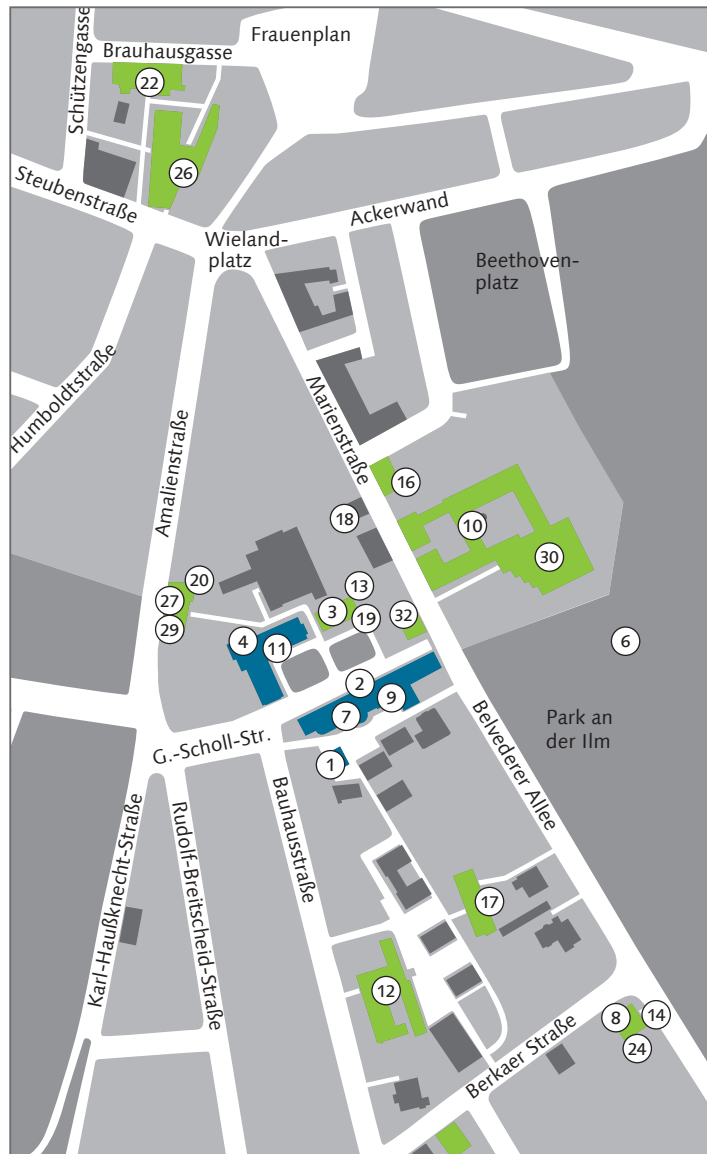 Schützengasse
Brauhausgasse
Frauenplan
22
26
Steubenstraße
Wieland-
platz
Ackerwand
Beethoven-
platz
Humboldtstraße
Amalienstraße
Marienstraße
16
18
10
30
20
27
29
13
3
19
32
4
11
6
2
9
7
1
G.-Scholl-Str.
Park an
der Ilm
Belvederer Allee
Karl-Haußknecht-Straße
Rudolf-Breitscheid-Straße
Bauhausstraße
17
12
8
14
24
Berkaer Straße